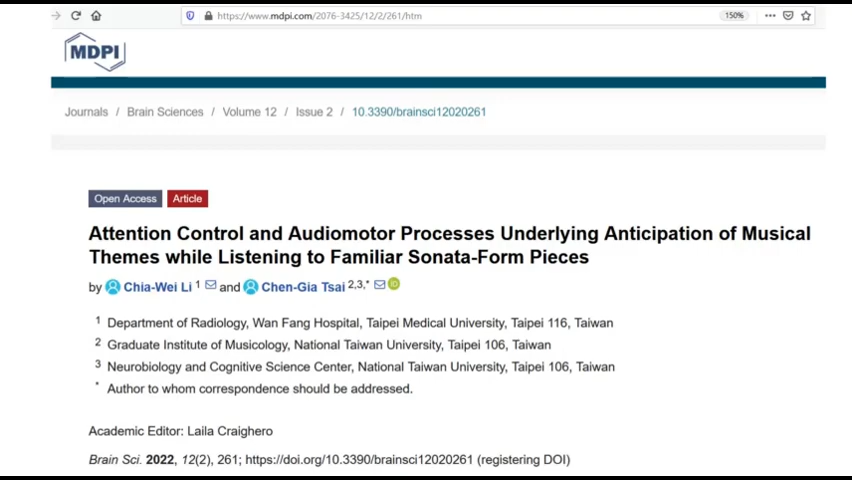 https://www.mdpi.com/2076-3425/12/2/261/htm 150%
MDPI
Journals / Brain Sciences / Volume 12 / Issue 2 / 10.3390/brainsci12020261
Open Access Article
Attention Control and Audiomotor Processes Underlying Anticipation of Musical
Themes while Listening to Familiar Sonata-Form Pieces
by Chia-Wei Li 1 and Chen-Gia Tsai 2,3,* iD
1 Department of Radiology, Wan Fang Hospital, Taipei Medical University, Taipei 116, Taiwan
2 Graduate Institute of Musicology, National Taiwan University, Taipei 106, Taiwan
3 Neurobiology and Cognitive Science Center, National Taiwan University, Taipei 106, Taiwan
* Author to whom correspondence should be addressed.
Academic Editor: Laila Craighero
Brain Sci. 2022, 12(2), 261; https://doi.org/10.3390/brainsci12020261 (registering DOI)